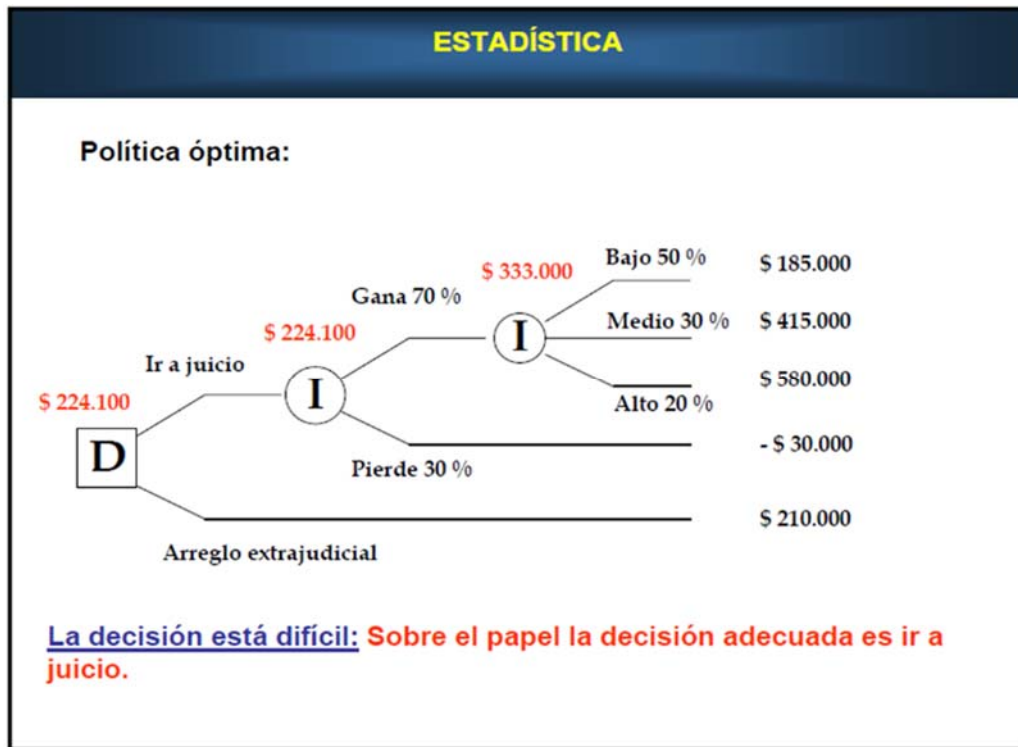 ESTADÍSTICA
Política óptima:
Bajo 50 %
$ 185.000
$ 333.000
Gana 70 %
I
Medio 30 %
$ 415.000
$ 224.100
Ir a juicio
$ 580.000
I
Alto 20 %
$ 224.100
- $ 30.000
D
Pierde 30 %
$ 210.000
Arreglo extrajudicial
La decisión está difícil: Sobre el papel la decisión adecuada es ir a
juicio.